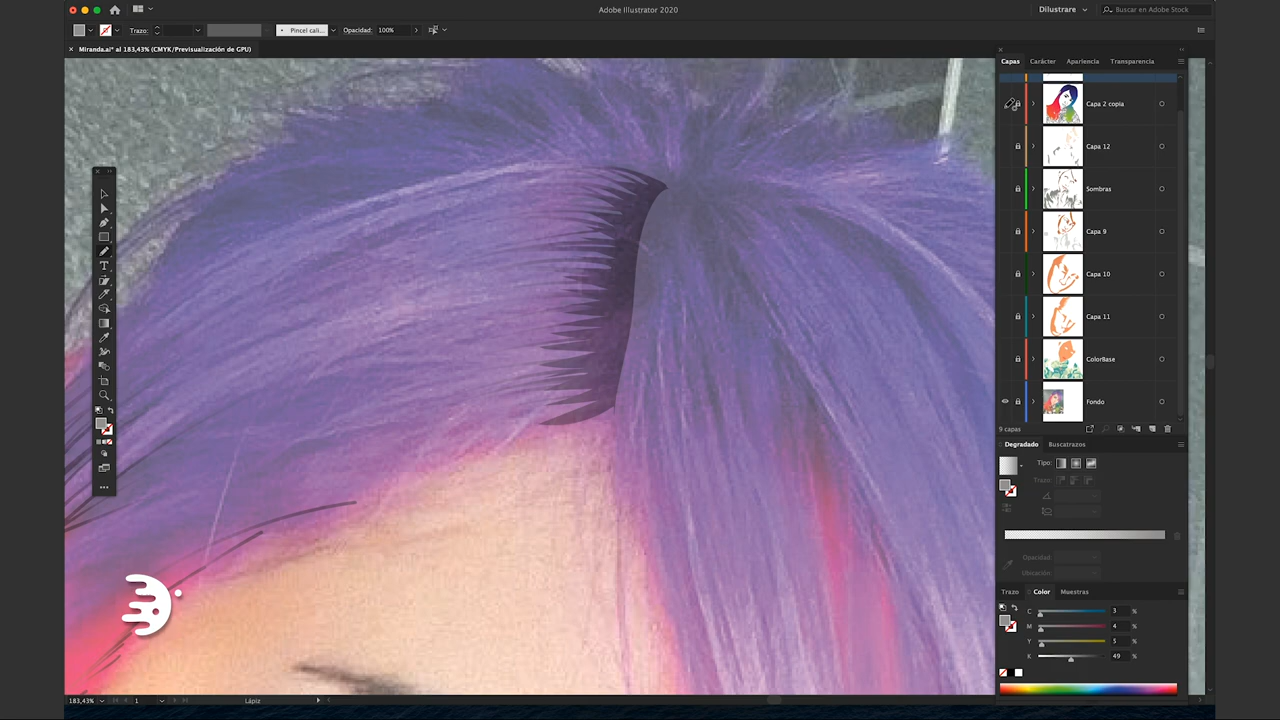 Adobe Illustrator 2020
Dilustrare
Buscar en Adobe Stock
Trazo:
Pincel cali...
Opacidad: 100%
Miranda.ai* al 183,43% (CMYK/Previsualización de GPU)
Capas Carácter Apariencia Transparencia
Capa 2 copia
Capa 12
Sombras
Capa 9
Capa 10
Capa 11
ColorBase
Fondo
9 capas
Degradado Buscatrazos
Tipo:
Trazo:
Opacidad:
Ubicación:
Trazo Color Muestras
C 3 %
M 4 %
Y 5 %
K 49 %
183,43% 1 Lápiz